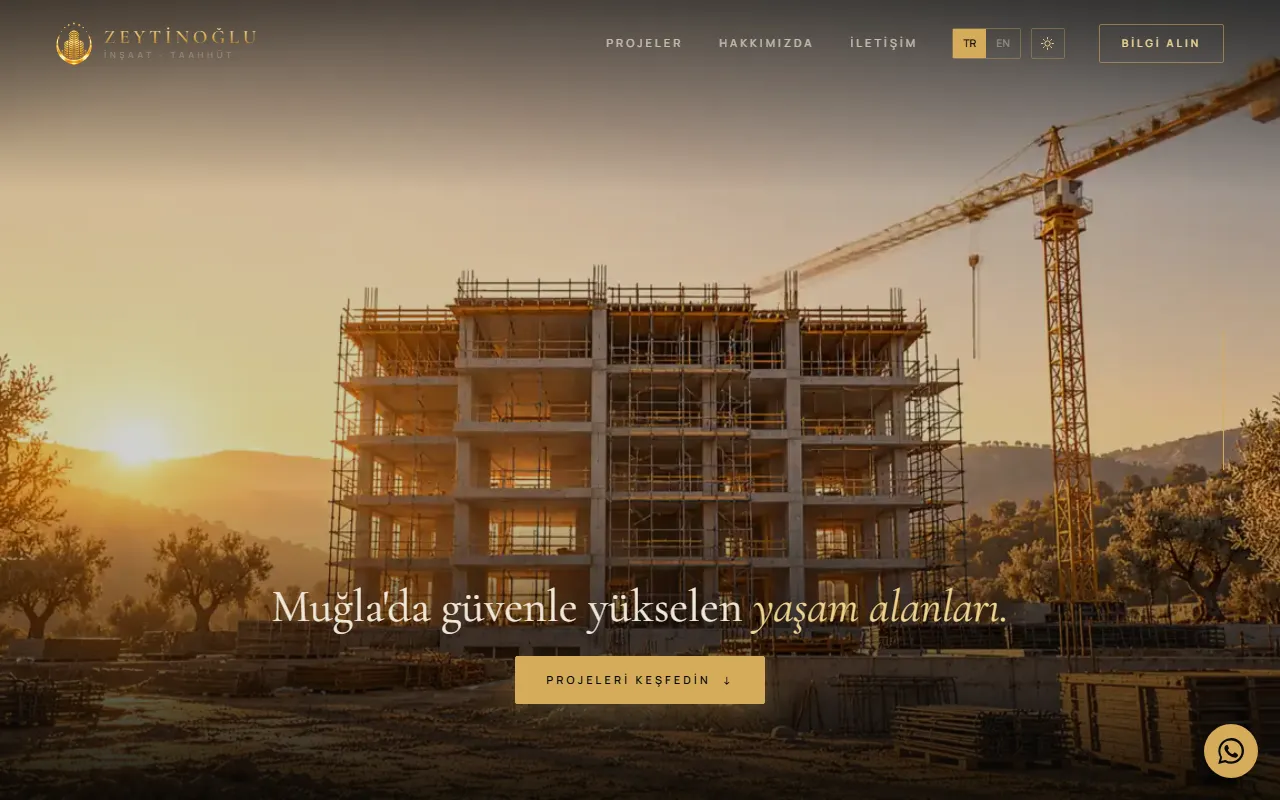 ZEYTİNOĞLU
İNŞAAT · TAAHHÜT
PROJELER
HAKKIMIZDA
İLETİŞİM
TR
EN
BİLGİ ALIN
Muğla'da güvenle yükselen yaşam alanları.
PROJELERİ KEŞFEDİN ↓